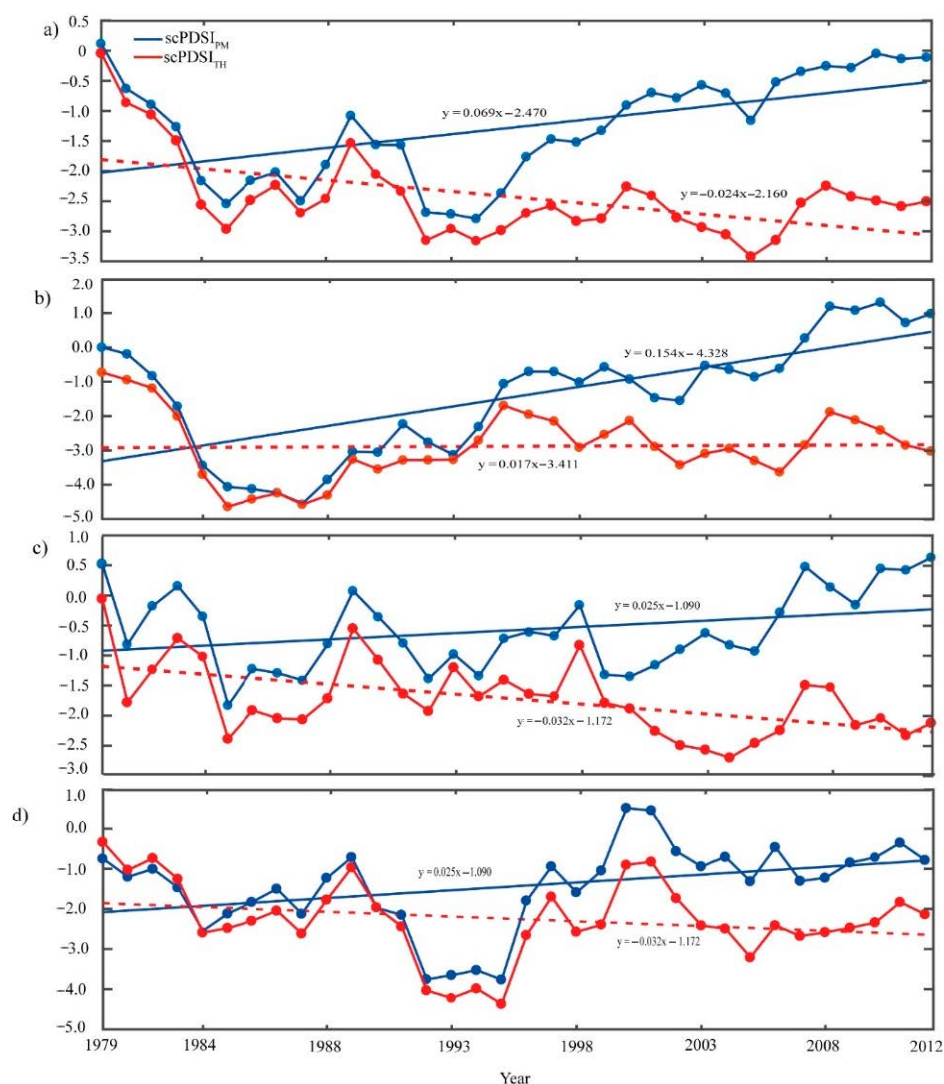 a)
scPDSI_PM
scPDSI_TH
0.5
0
−0.5
−1.0
−1.5
−2.0
−2.5
−3.0
−3.5
y=0.069x−2.470
y=−0.024x−2.160
b)
2.0
1.0
0.0
−1.0
−2.0
−3.0
−4.0
−5.0
y=0.154x−4.328
y=0.017x−3.411
c)
1.0
0.5
0.0
−0.5
−1.0
−1.5
−2.0
−2.5
−3.0
y=0.025x−1.090
y=−0.032x−1.172
d)
1.0
0.0
−1.0
−2.0
−3.0
−4.0
−5.0
y=0.025x−1.090
y=−0.032x−1.172
1979 1984 1988 1993 1998 2003 2008 2012
Year